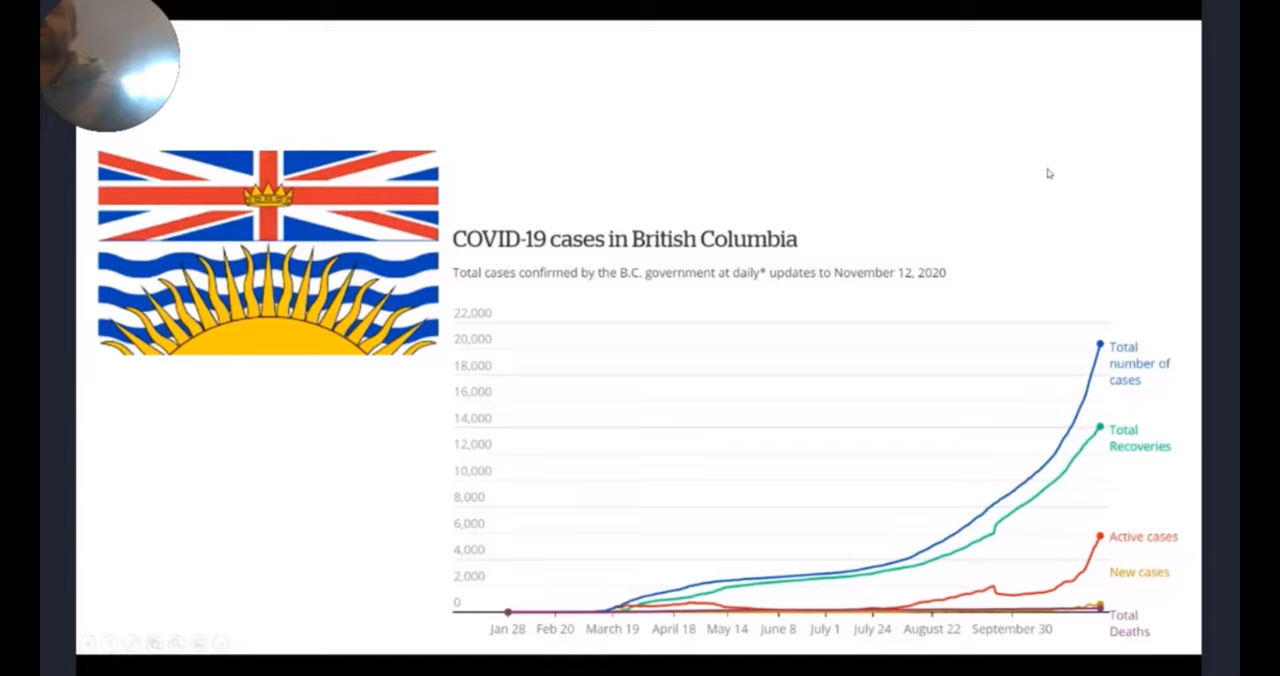 COVID-19 cases in British Columbia
Total cases confirmed by the B.C. government at daily* updates to November 12, 2020
22,000
20,000
18,000
16,000
14,000
12,000
10,000
8,000
6,000
4,000
2,000
0
Total
number of
cases
Total
Recoveries
Active cases
New cases
Total
Deaths
Jan 28 Feb 20 March 19 April 18 May 14 June 8 July 1 July 24 August 22 September 30